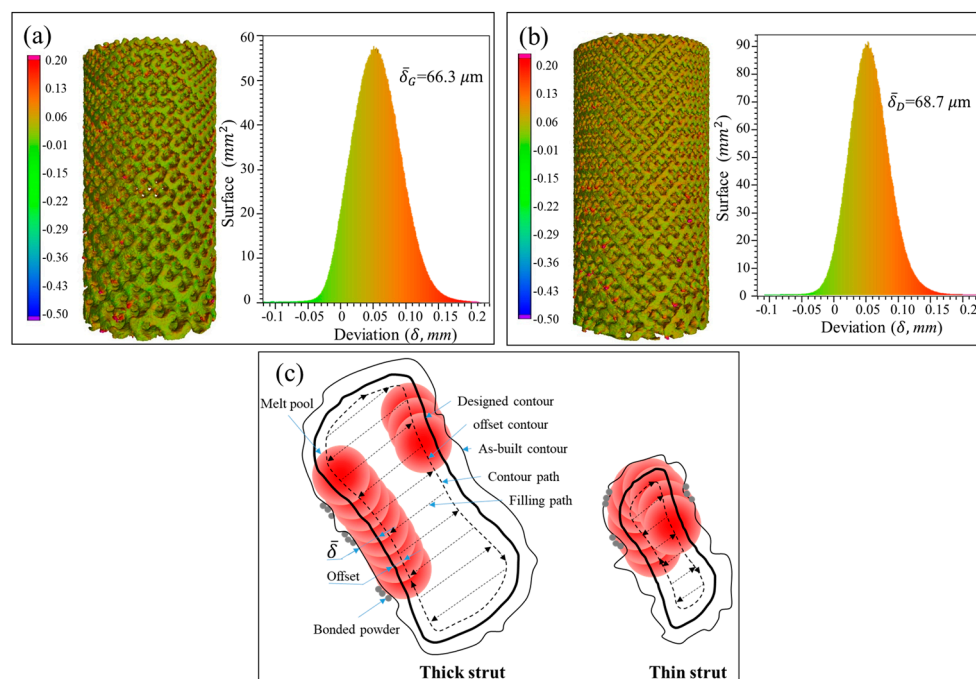 (a)
0.20
0.13
0.06
-0.01
-0.08
-0.15
-0.22
-0.29
-0.36
-0.43
-0.50
Surface (mm²)
60
50
40
30
20
10
0
-0.1
-0.05
0
0.05
0.1
0.15
0.2
Deviation (δ, mm)
δ̄_G=66.3 μm
(b)
0.20
0.13
0.06
-0.01
-0.08
-0.15
-0.22
-0.29
-0.36
-0.43
-0.50
Surface (mm²)
90
80
70
60
50
40
30
20
10
0
-0.1
-0.05
0
0.05
0.1
0.15
0.2
Deviation (δ, mm)
δ̄_D=68.7 μm
(c)
Melt pool
Designed contour
offset contour
As-built contour
Contour path
Filling path
δ̄
Offset
Bonded powder
Thick strut
Thin strut